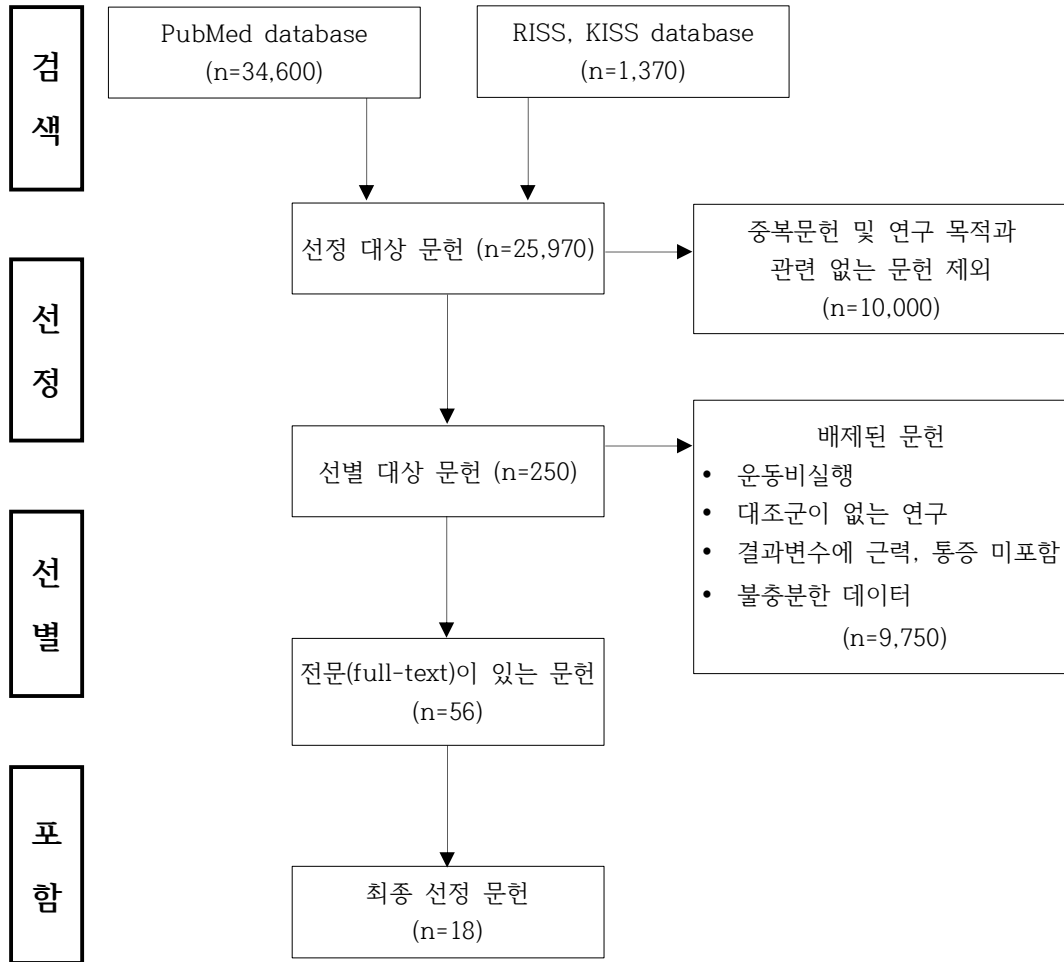 검
색
PubMed database
(n=34,600)
RISS, KISS database
(n=1,370)
선정 대상 문헌 (n=25,970)
중복문헌 및 연구 목적과
관련 없는 문헌 제외
(n=10,000)
선
정
선별 대상 문헌 (n=250)
배제된 문헌
• 운동비실행
• 대조군이 없는 연구
• 결과변수에 근력, 통증 미포함
• 불충분한 데이터
(n=9,750)
선
별
전문(full-text)이 있는 문헌
(n=56)
포
함
최종 선정 문헌
(n=18)